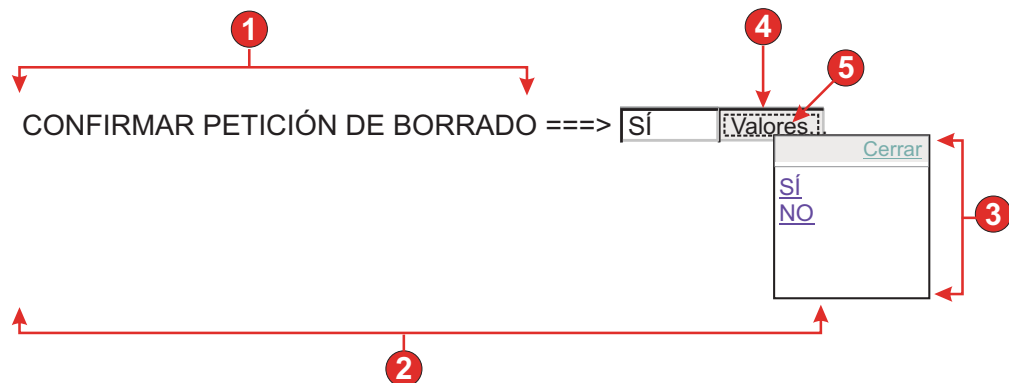 1
4
5
CONFIRMAR PETICIÓN DE BORRADO ===> SÍ Valores.
Cerrar
SÍ
NO
3
2